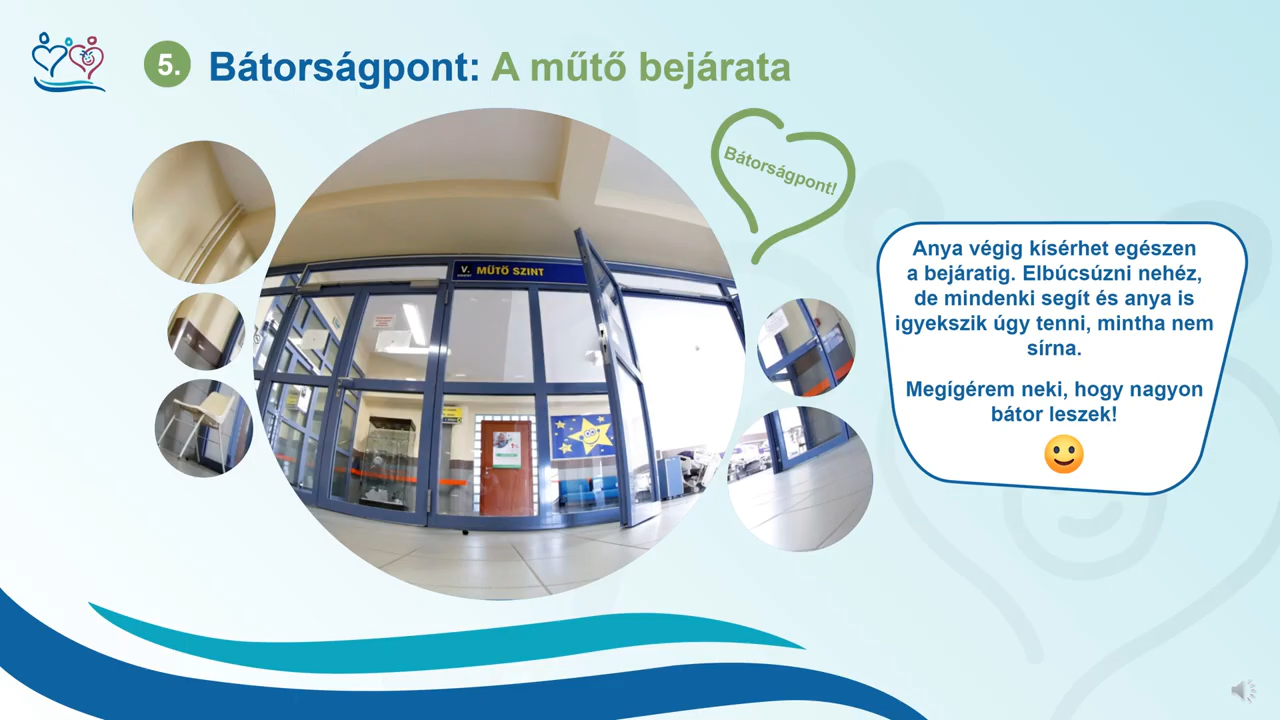 5. Bátorságpont: A műtő bejárata
Bátorságpont!
V. MŰTŐ SZINT
Anya végig kísérhet egészen
a bejáratig. Elbúcsúzni nehéz,
de mindenki segít és anya is
igyekszik úgy tenni, mintha nem
sírna.
Megígérem neki, hogy nagyon
bátor leszek!